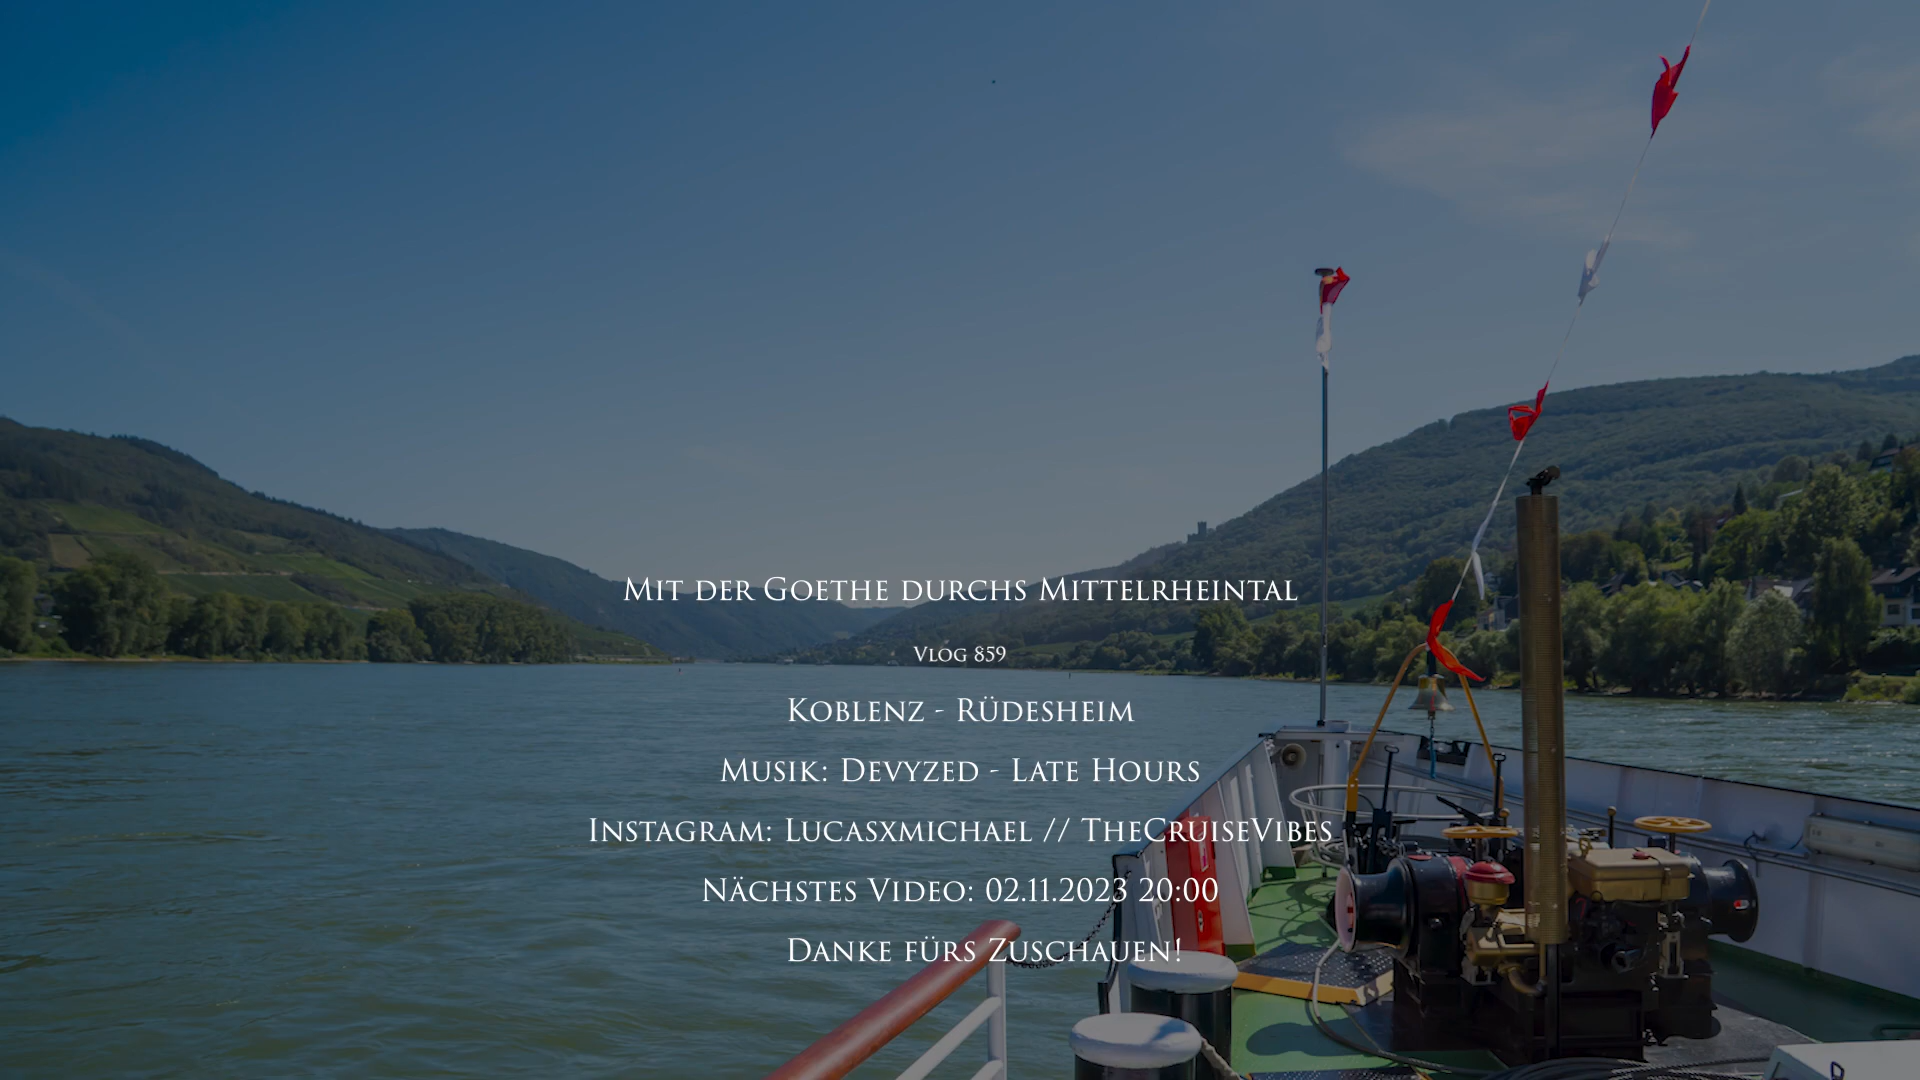 Mit der Goethe durchs Mittelrheintal
Vlog 859
Koblenz - Rüdesheim
Musik: Devyzed - Late Hours
Instagram: Lucasxmichael // TheCruiseVibes
Nächstes Video: 02.11.2023 20:00
Danke fürs Zuschauen!